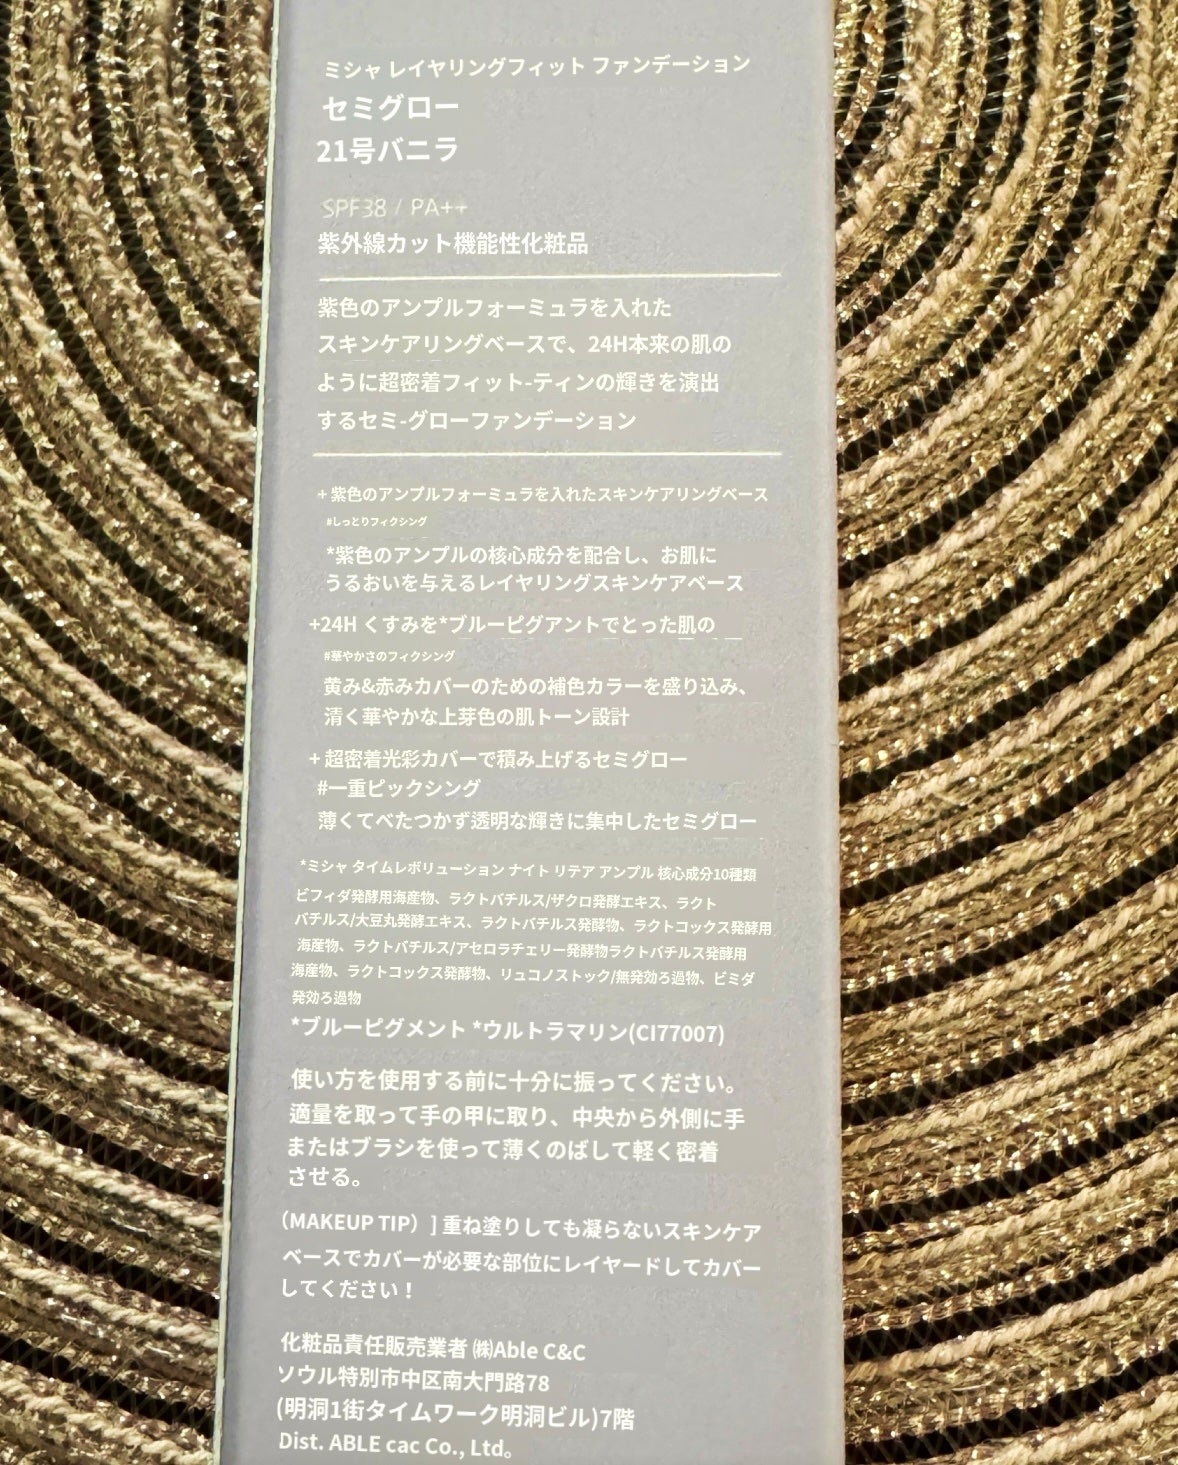 ミシャ レイヤリングフィット ファンデーション
セミグロー
21号バニラ
SPF38 / PA++
紫外線カット機能性化粧品
紫色のアンプルフォーミュラを入れた
スキンケアリングベースで、24H本来の肌の
ように超密着フィット-ティンの輝きを演出
するセミ-グローファンデーション
+ 紫色のアンプルフォーミュラを入れたスキンケアリングベース
#しっとりフィクシング
*紫色のアンプルの核心成分を配合し、お肌に
うるおいを与えるレイヤリングスキンケアベース
+24H くすみを*ブルーピグアントでとった肌の
#華やかさのフィクシング
黄み&赤みカバーのための補色カラーを盛り込み、
清く華やかな上芽色の肌トーン設計
+ 超密着光彩カバーで積み上げるセミグロー
#一重ピックシング
薄くてべたつかず透明な輝きに集中したセミグロー
*ミシャ タイムレボリューション ナイト リテア アンプル 核心成分10種類
ビフィダ発酵用海産物、ラクトバチルス/ザクロ発酵エキス、ラクト
バチルス/大豆丸発酵エキス、ラクトバチルス発酵物、ラクトコックス発酵用
海産物、ラクトバチルス/アセロラチェリー発酵物ラクトバチルス発酵用
海産物、ラクトコックス発酵物、リュコノストック/無発効ろ過物、ビミダ
発効ろ過物
*ブルーピグメント *ウルトラマリン(CI77007)
使い方を使用する前に十分に振ってください。
適量を取って手の甲に取り、中央から外側に手
またはブラシを使って薄くのばして軽く密着
させる。
（MAKEUP TIP）] 重ね塗りしても凝らないスキンケア
ベースでカバーが必要な部位にレイヤードしてカバー
してください！
化粧品責任販売業者 ㈱Able C&C
ソウル特別市中区南大門路78
(明洞1街タイムワーク明洞ビル)7階
Dist. ABLE cac Co., Ltd。